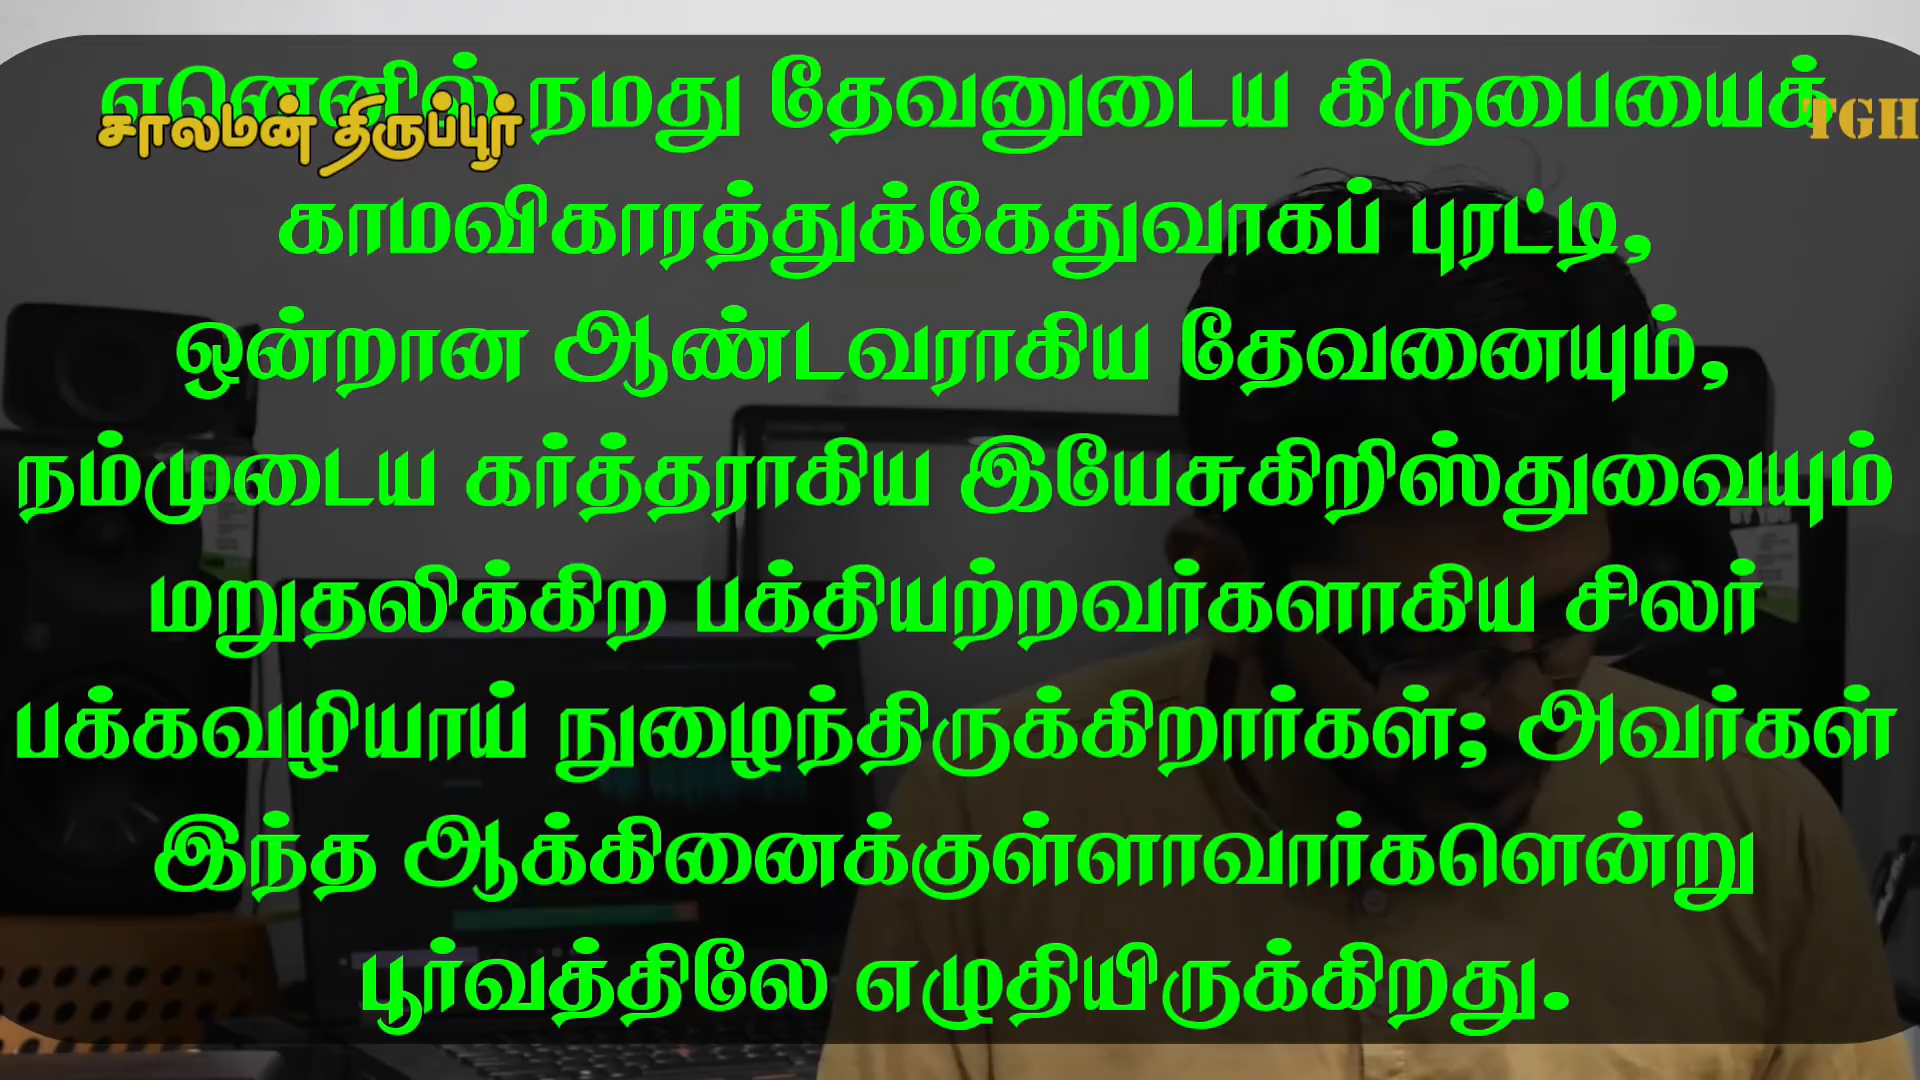 ஏனெனில் நமது தேவனுடைய கிருபையைக்
சாலமன் திருப்பூர்
TGH
காமவிகாரத்துக்கேதுவாகப் புரட்டி,
ஒன்றான ஆண்டவராகிய தேவனையும்,
நம்முடைய கர்த்தராகிய இயேசுகிறிஸ்துவையும்
மறுதலிக்கிற பக்தியற்றவர்களாகிய சிலர்
பக்கவழியாய் நுழைந்திருக்கிறார்கள்; அவர்கள்
இந்த ஆக்கினைக்குள்ளாவார்களென்று
பூர்வத்திலே எழுதியிருக்கிறது.